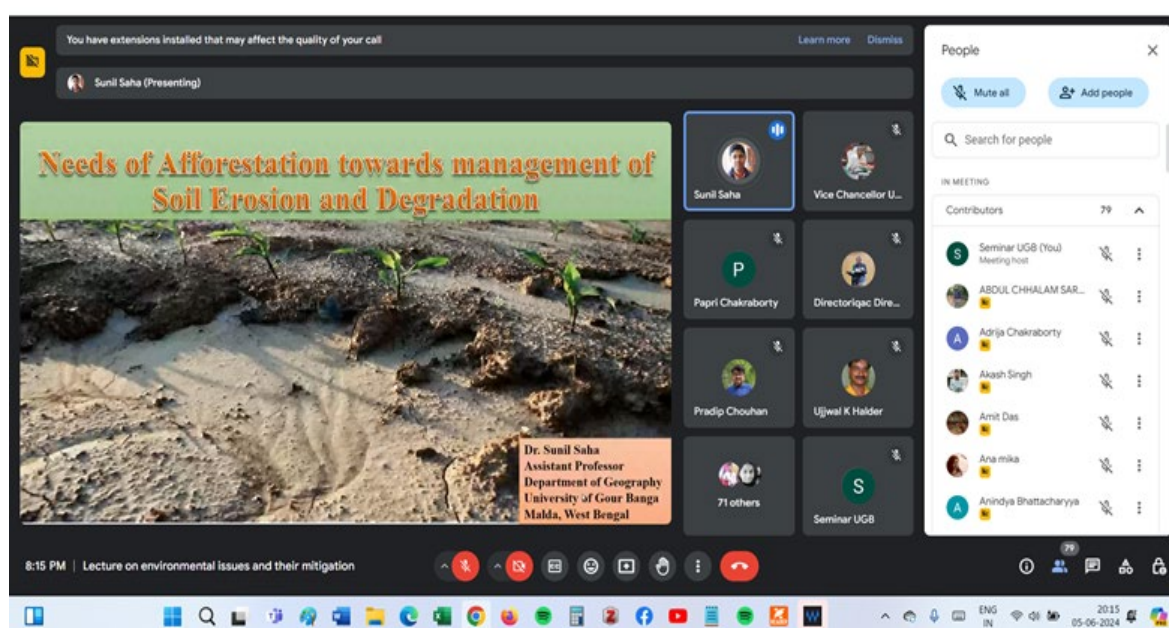 You have extensions installed that may affect the quality of your call
Learn more
Dismiss
Sunil Saha (Presenting)
Needs of Afforestation towards management of
Soil Erosion and Degradation
Dr. Sunil Saha
Assistant Professor
Department of Geography
University of Gour Banga
Malda, West Bengal
Sunil Saha
Vice Chancellor U...
P
Papri Chakraborty
Directoriqac Dire...
Pradip Chouhan
Ujjwal K Halder
71 others
S
Seminar UGB
People
Mute all
Add people
Search for people
IN MEETING
Contributors 79
S
Seminar UGB (You)
Meeting host
ABDUL CHHALAM SAR...
A
Adrija Chakraborty
Akash Singh
Amit Das
Ana mika
A
Anindya Bhattacharyya
8:15 PM | Lecture on environmental issues and their mitigation
79
ENG
IN
20:15
05-06-2024